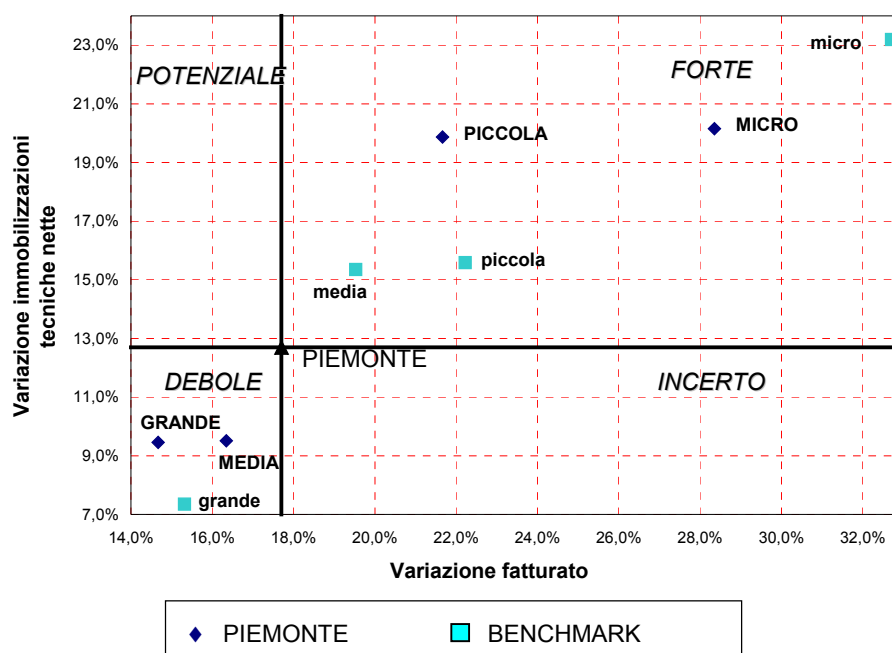 23,0%
21,0%
19,0%
17,0%
15,0%
13,0%
11,0%
9,0%
7,0%
Variazione immobilizzazioni
tecniche nette
POTENZIALE
FORTE
micro
PICCOLA
MICRO
media
piccola
PIEMONTE
DEBOLE
INCERTO
GRANDE
MEDIA
grande
14,0% 16,0% 18,0% 20,0% 22,0% 24,0% 26,0% 28,0% 30,0% 32,0%
Variazione fatturato
PIEMONTE BENCHMARK